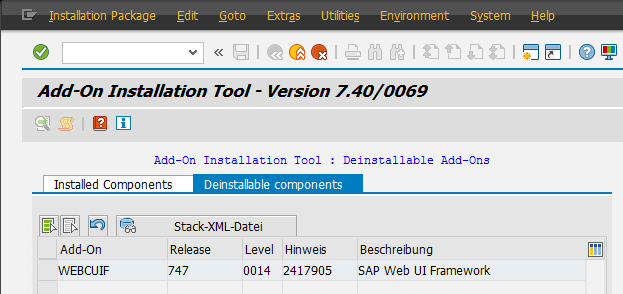 Installation Package Edit Goto Extras Utilities Environment System Help
Add-On Installation Tool - Version 7.40/0069
Add-On Installation Tool : Deinstallable Add-Ons
Installed Components Deinstallable components
Stack-XML-Datei
Add-On Release Level Hinweis Beschreibung
WEBCUIF 747 0014 2417905 SAP Web UI Framework